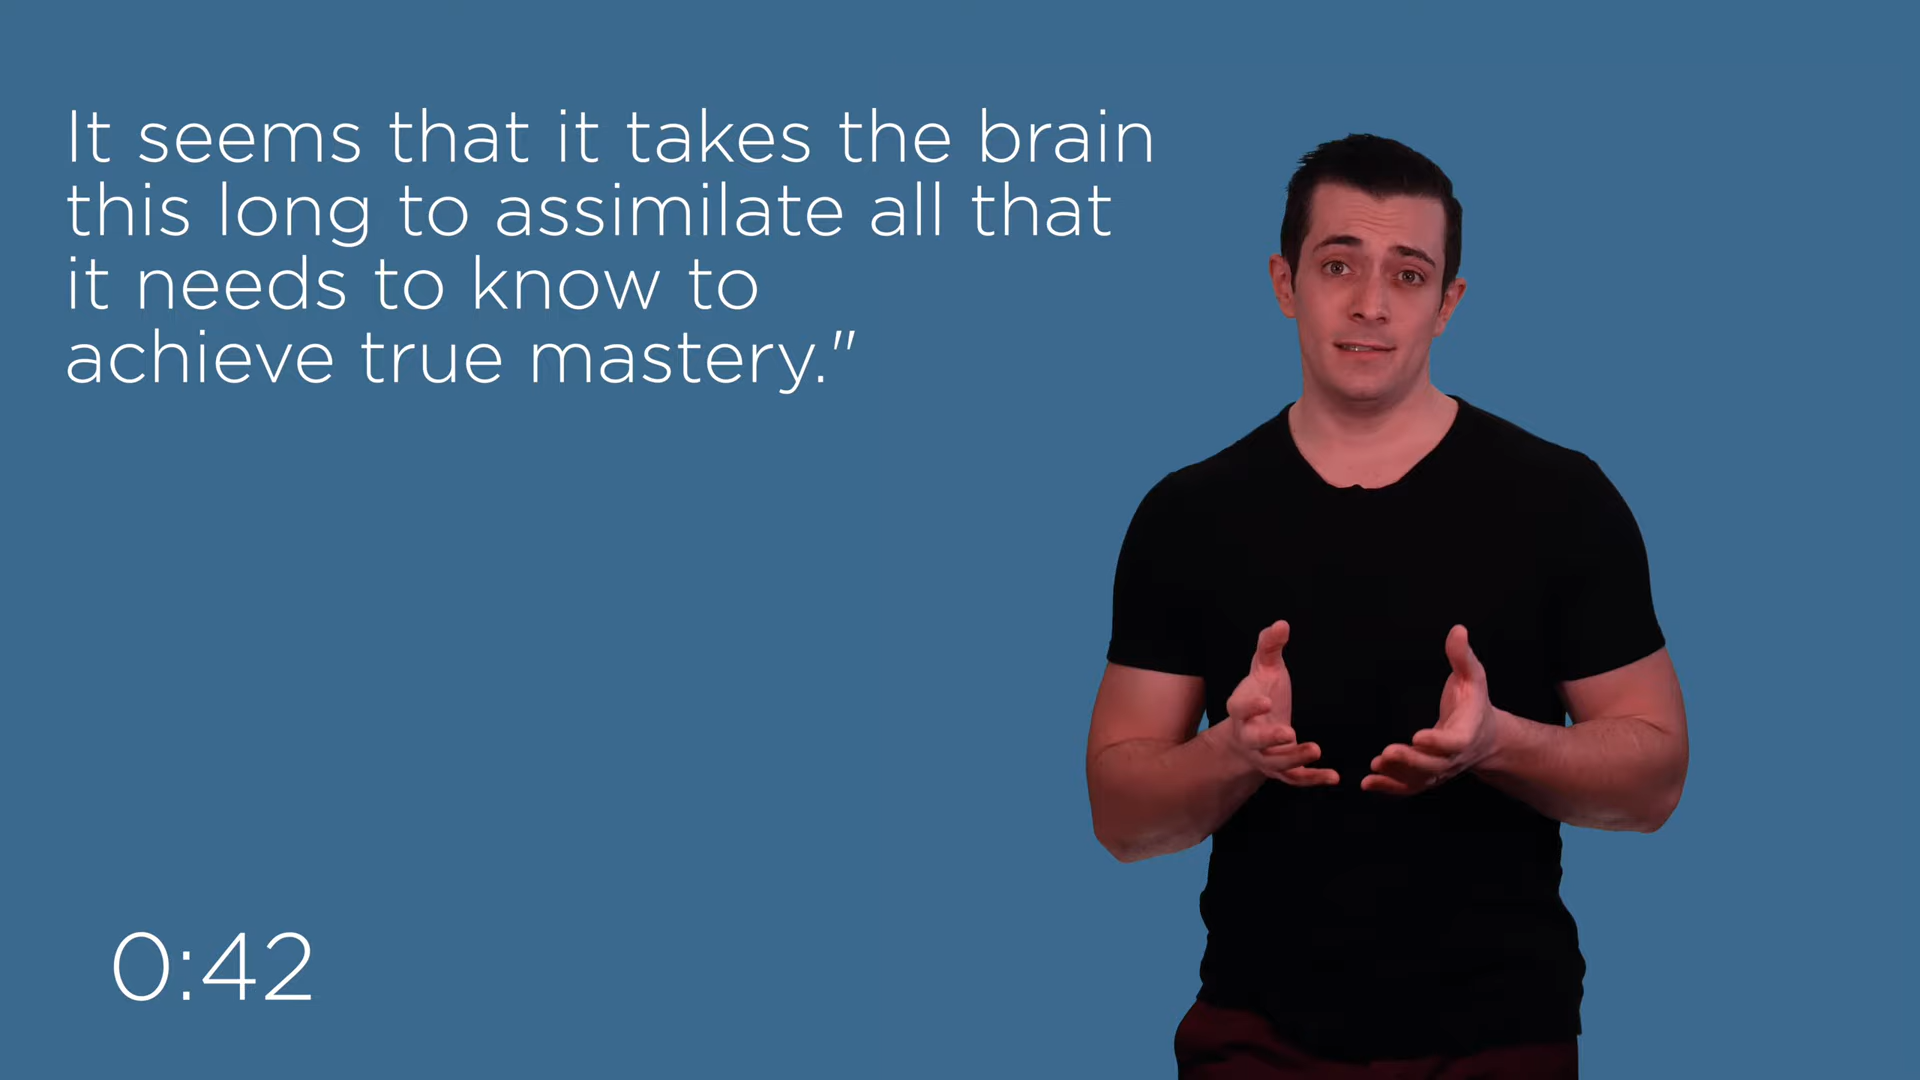 It seems that it takes the brain
this long to assimilate all that
it needs to know to
achieve true mastery."
0:42